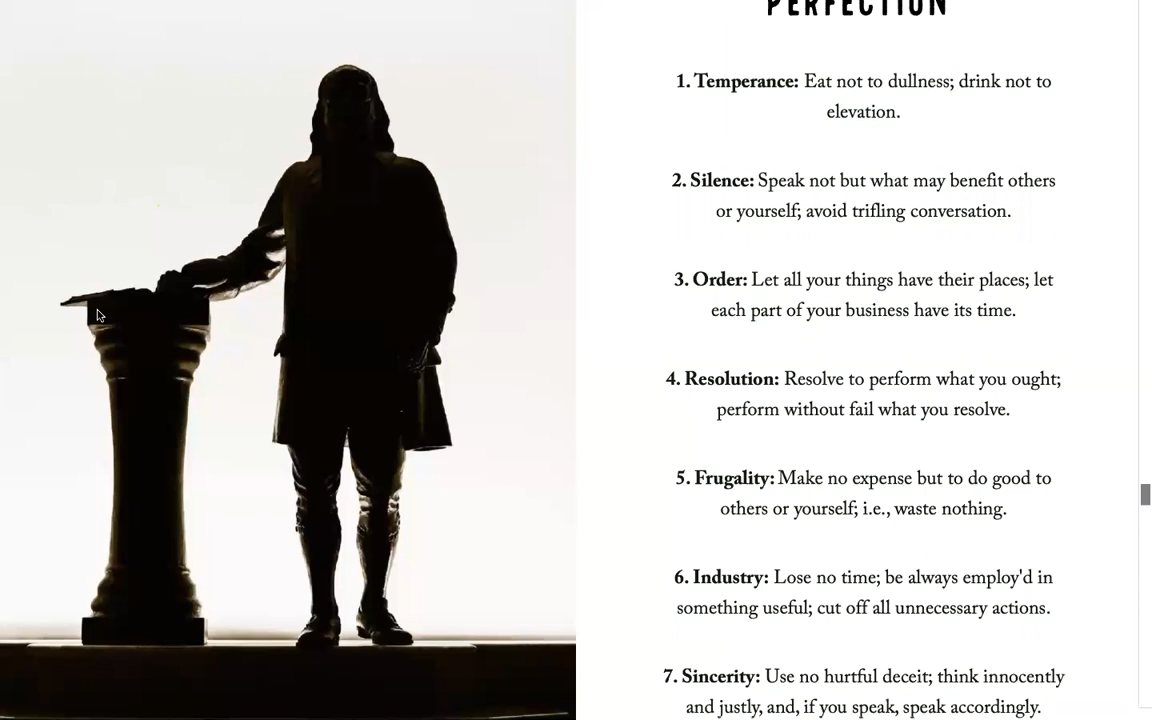 PERFECTION
1. Temperance: Eat not to dullness; drink not to
elevation.
2. Silence: Speak not but what may benefit others
or yourself; avoid trifling conversation.
3. Order: Let all your things have their places; let
each part of your business have its time.
4. Resolution: Resolve to perform what you ought;
perform without fail what you resolve.
5. Frugality: Make no expense but to do good to
others or yourself; i.e., waste nothing.
6. Industry: Lose no time; be always employ'd in
something useful; cut off all unnecessary actions.
7. Sincerity: Use no hurtful deceit; think innocently
and justly, and, if you speak, speak accordingly.